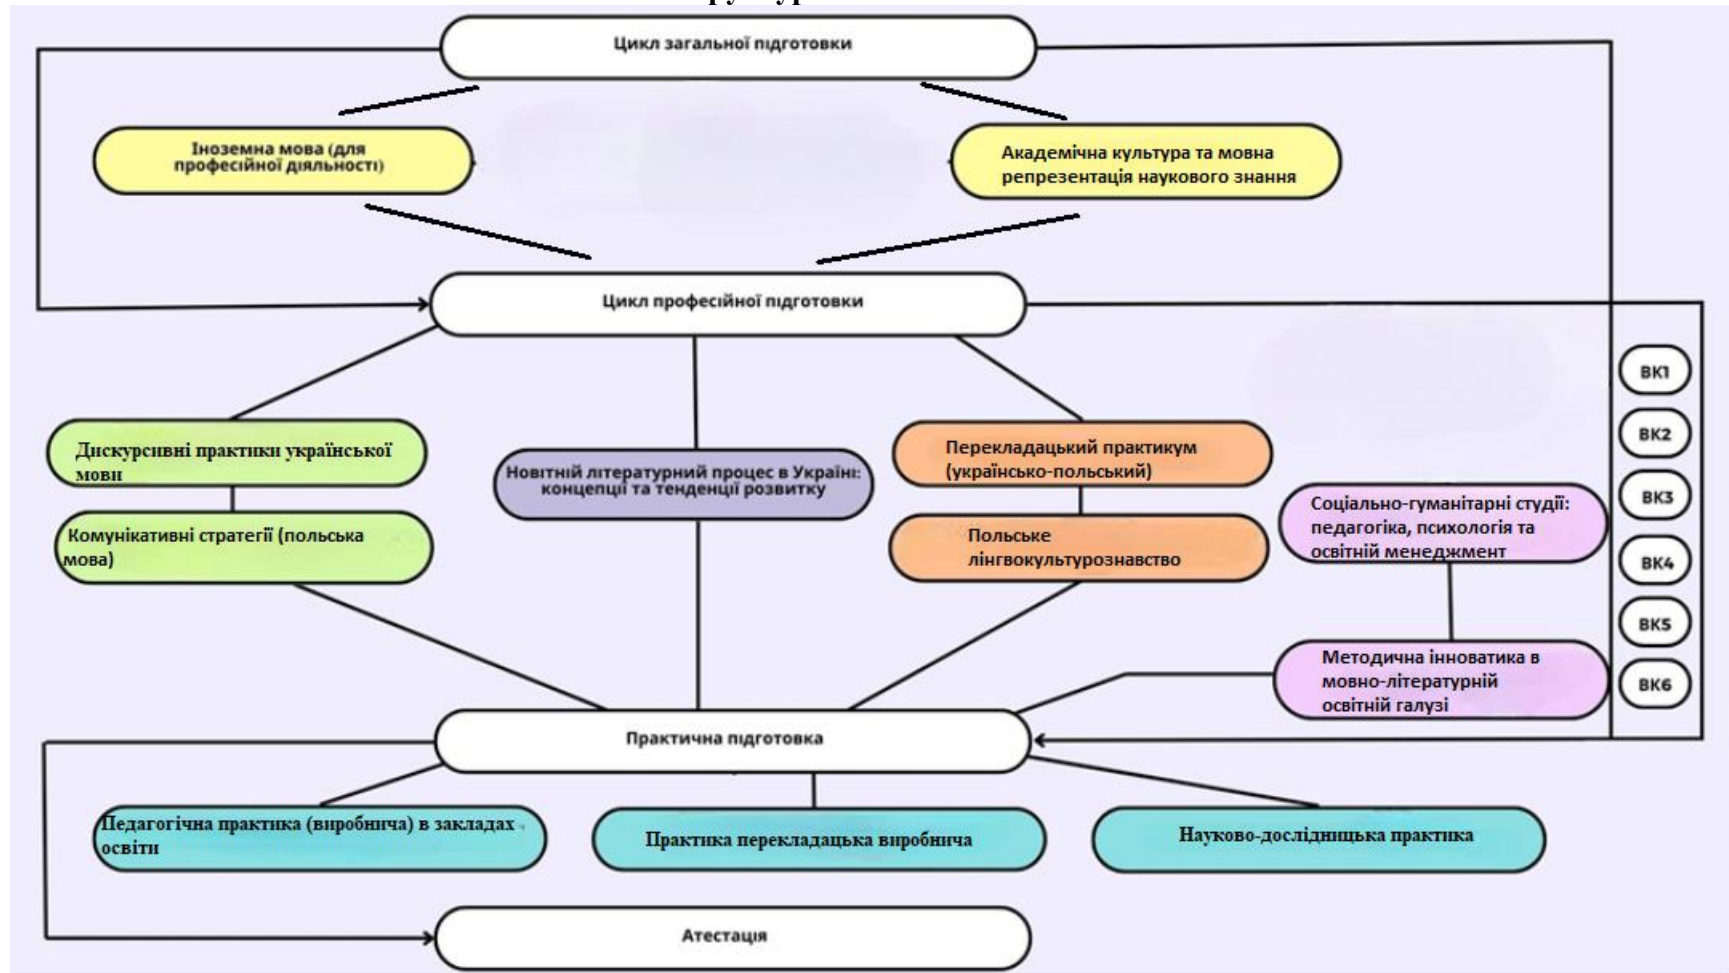 Цикл загальної підготовки
Іноземна мова (для
професійної діяльності)
Академічна культура та мовна
репрезентація наукового знання
Цикл професійної підготовки
ВК1
ВК2
ВК3
ВК4
ВК5
ВК6
Дискурсивні практики української
мови
Новітній літературний процес в Україні:
концепції та тенденції розвитку
Перекладацький практикум
(українсько-польський)
Комунікативні стратегії (польська
мова)
Польське
лінгвокультурознавство
Соціально-гуманітарні студії:
педагогіка, психологія та
освітній менеджмент
Методична інноватика в
мовно-літературній
освітній галузі
Практична підготовка
Педагогічна практика (виробнича) в закладах
освіти
Практика перекладацька виробнича
Науково-дослідницька практика
Атестація